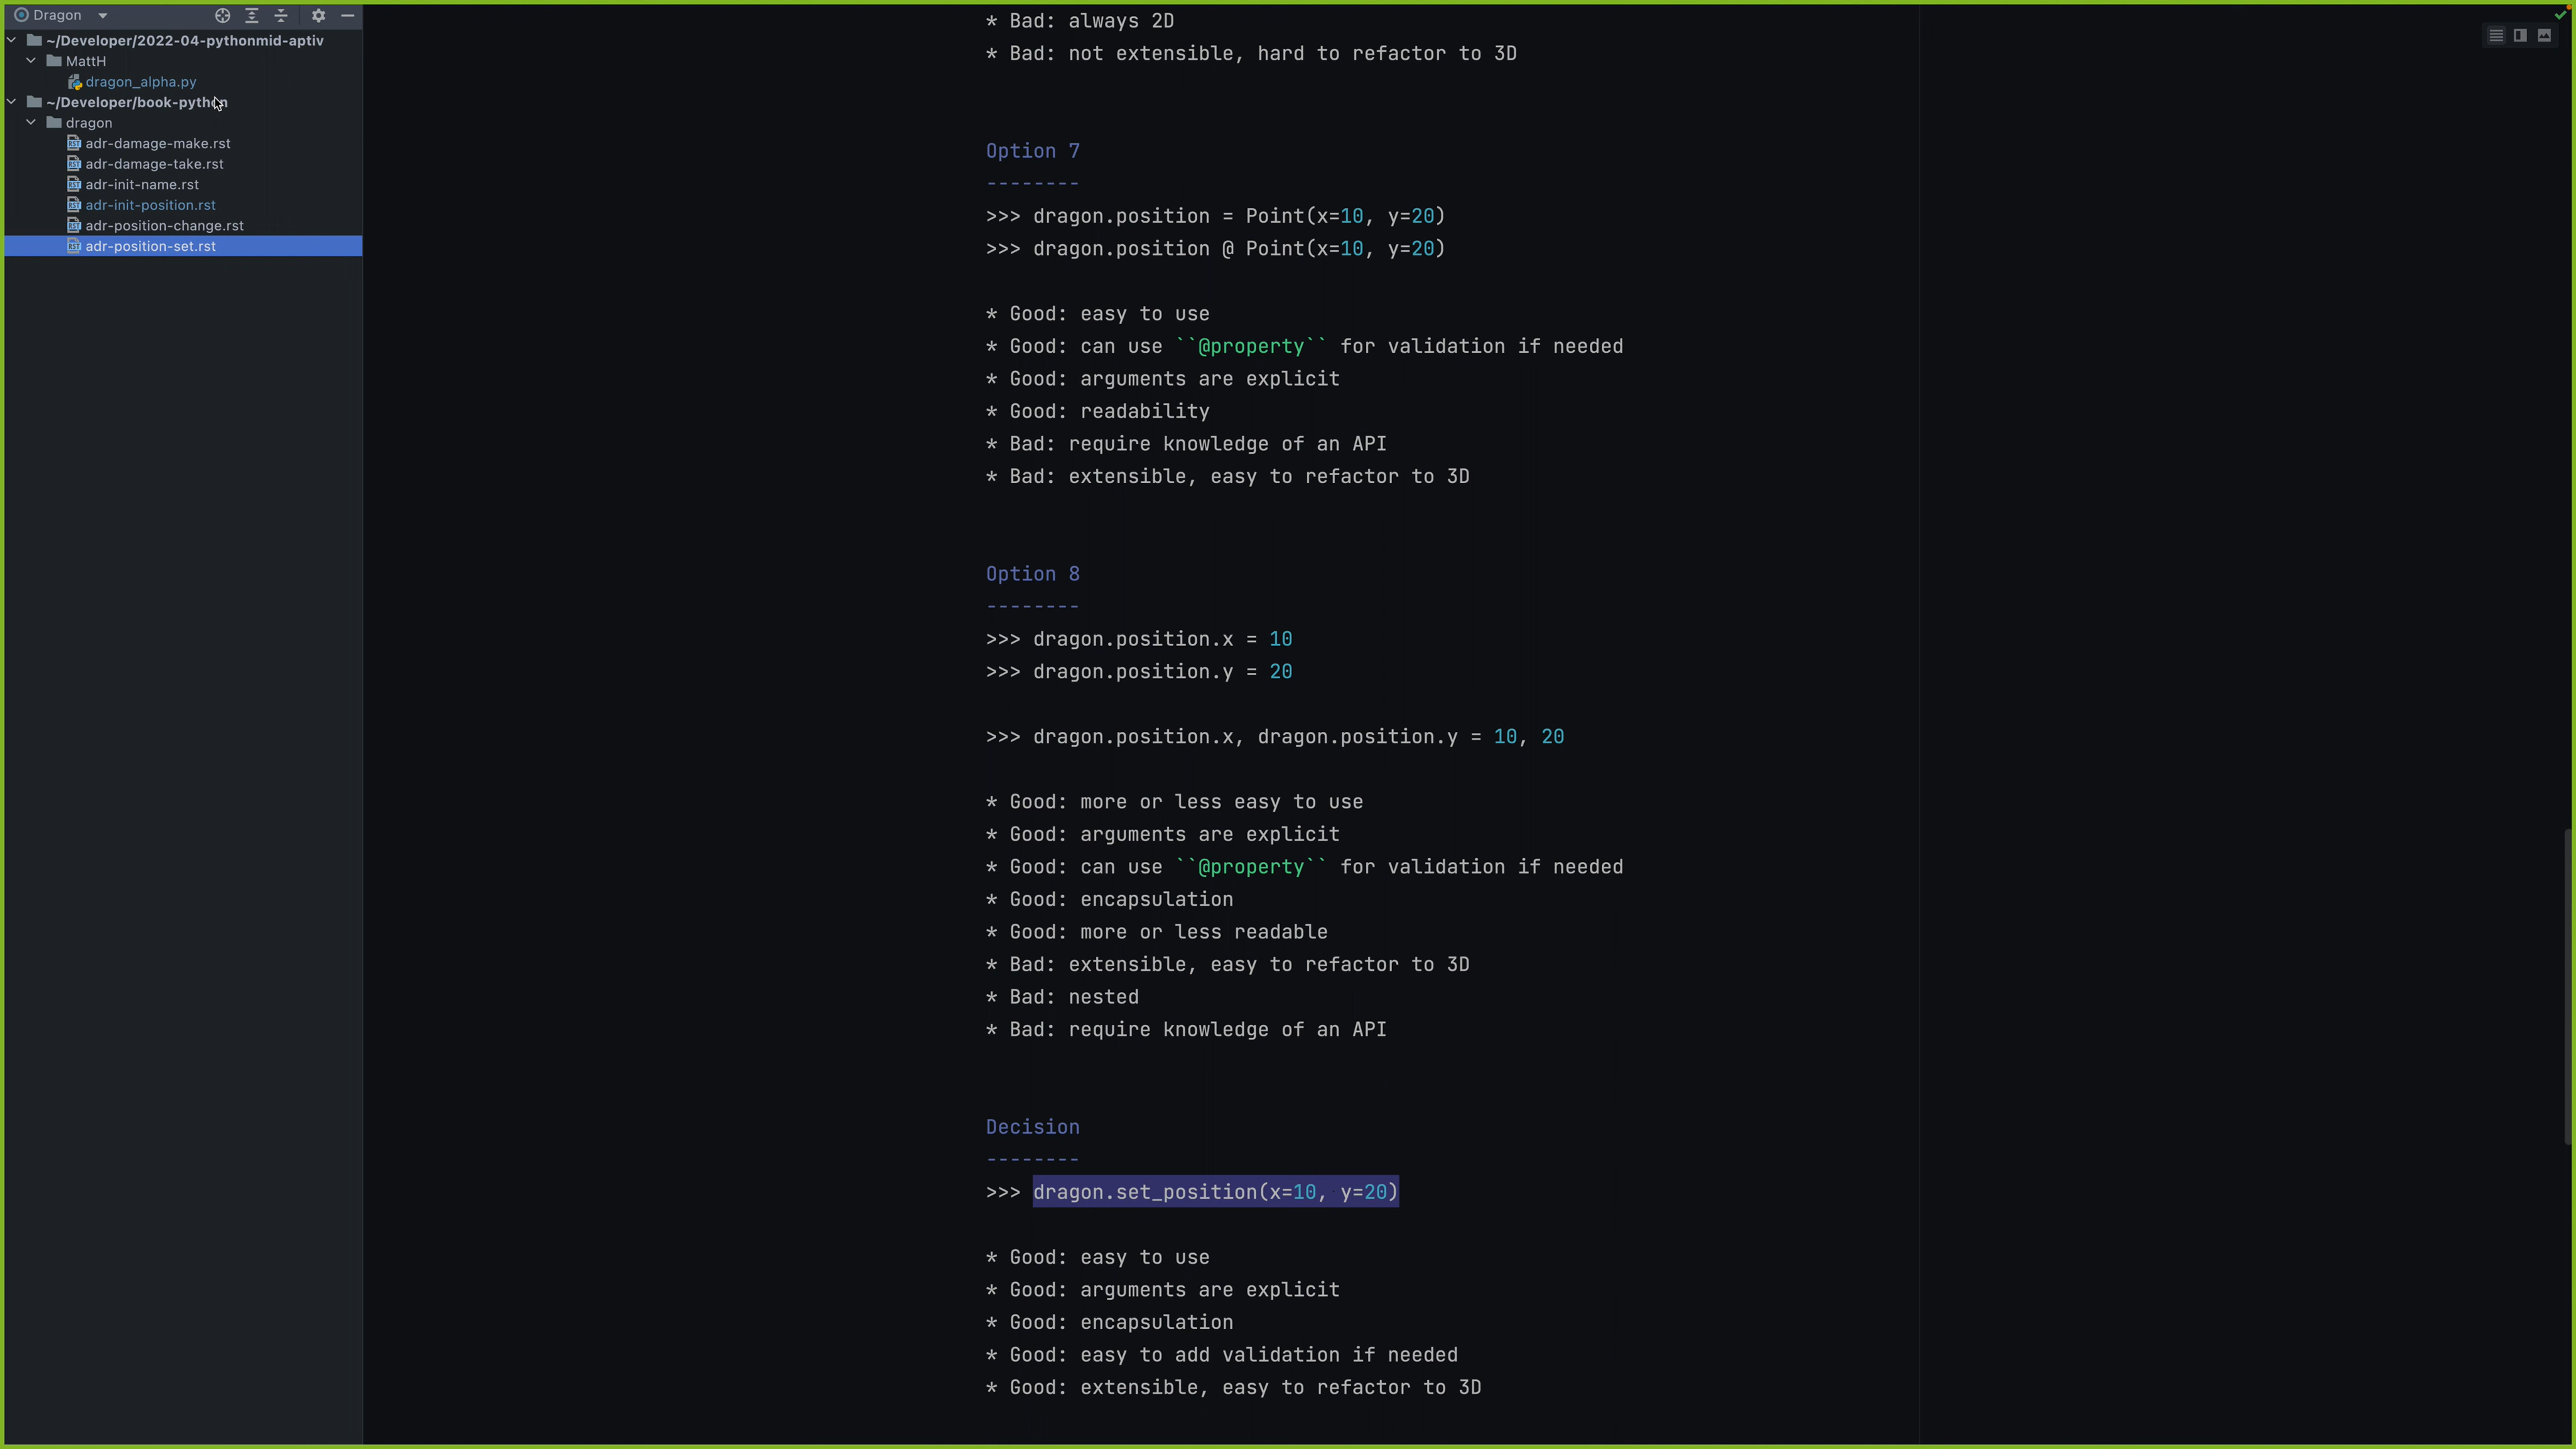 Dragon
~/Developer/2022-04-pythonmid-aptiv
MattH
dragon_alpha.py
~/Developer/book-python
dragon
adr-damage-make.rst
adr-damage-take.rst
adr-init-name.rst
adr-init-position.rst
adr-position-change.rst
adr-position-set.rst
* Bad: always 2D
* Bad: not extensible, hard to refactor to 3D
Option 7
--------
>>> dragon.position = Point(x=10, y=20)
>>> dragon.position @ Point(x=10, y=20)
* Good: easy to use
* Good: can use ``@property`` for validation if needed
* Good: arguments are explicit
* Good: readability
* Bad: require knowledge of an API
* Bad: extensible, easy to refactor to 3D
Option 8
--------
>>> dragon.position.x = 10
>>> dragon.position.y = 20
>>> dragon.position.x, dragon.position.y = 10, 20
* Good: more or less easy to use
* Good: arguments are explicit
* Good: can use ``@property`` for validation if needed
* Good: encapsulation
* Good: more or less readable
* Bad: extensible, easy to refactor to 3D
* Bad: nested
* Bad: require knowledge of an API
Decision
--------
>>> dragon.set_position(x=10, y=20)
* Good: easy to use
* Good: arguments are explicit
* Good: encapsulation
* Good: easy to add validation if needed
* Good: extensible, easy to refactor to 3D